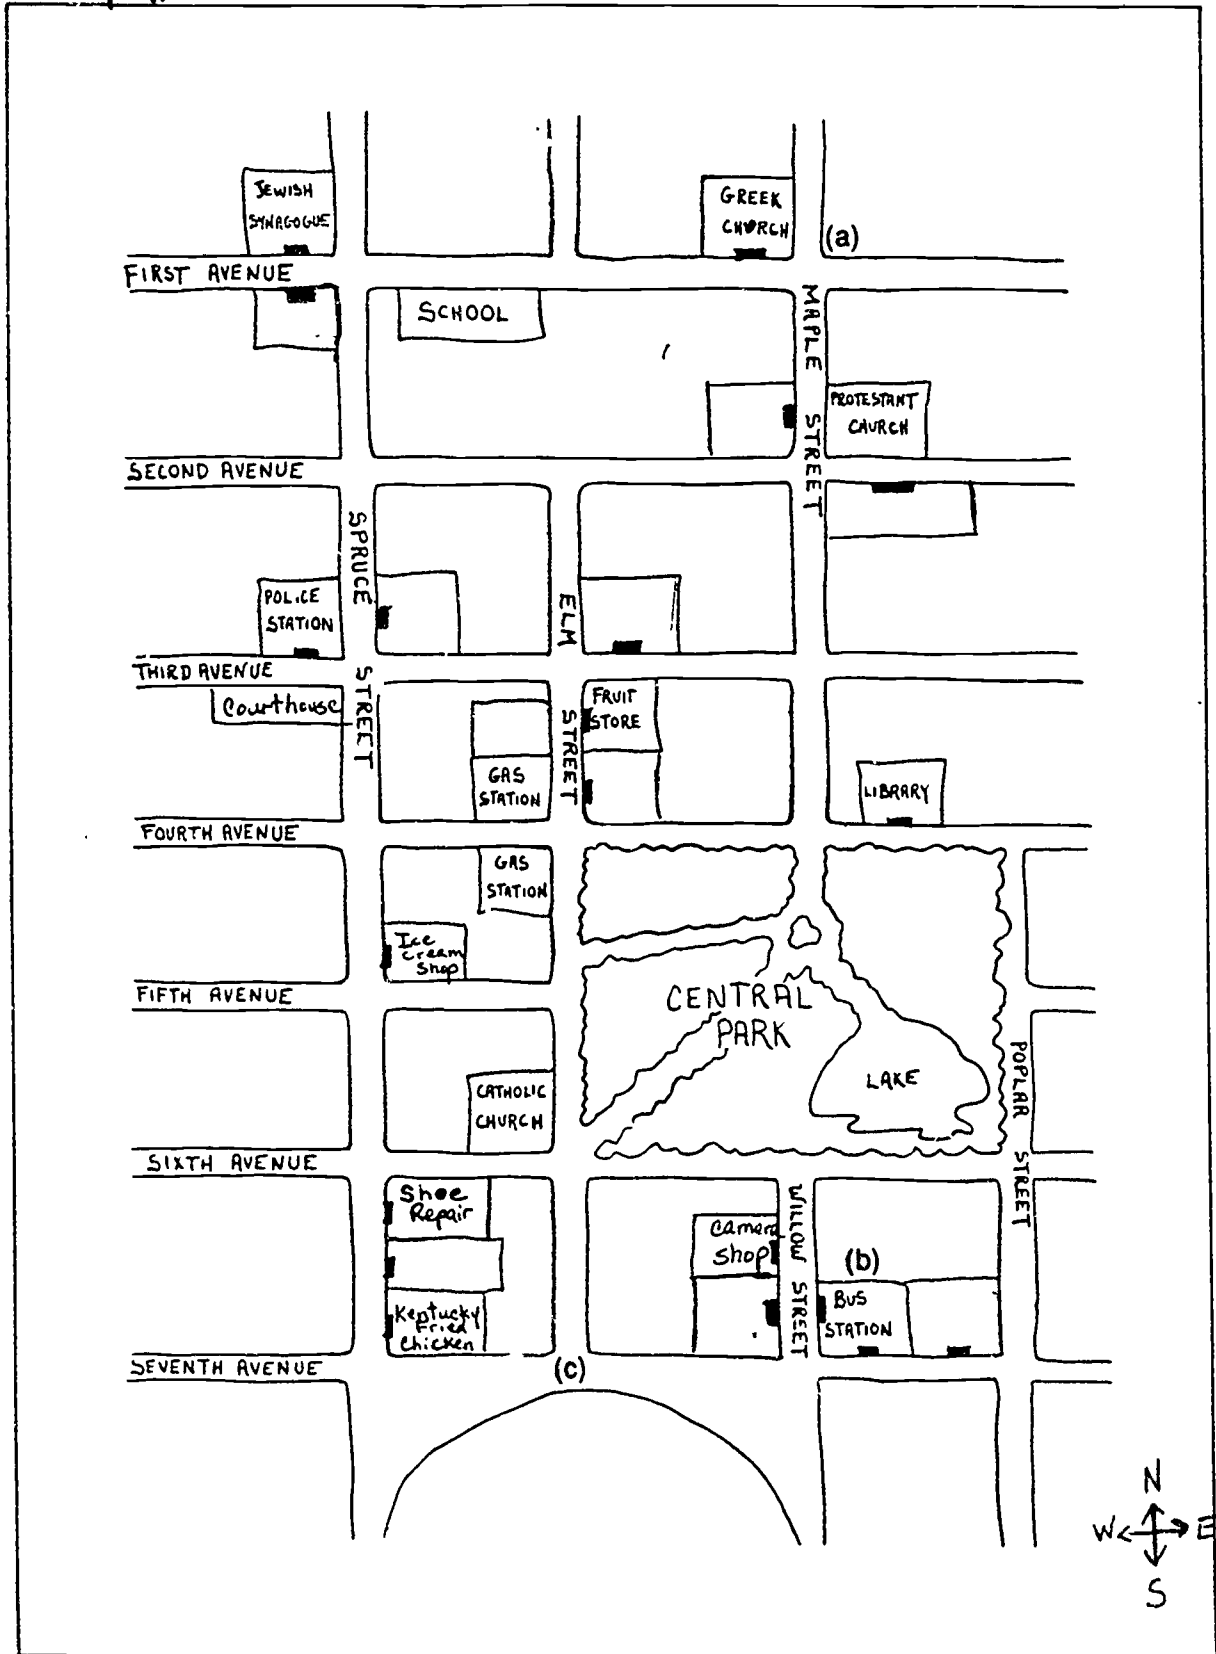 JEWISH
SYNAGOGUE
GREEK
CHURCH
(a)
FIRST AVENUE
SCHOOL
MAPLE STREET
PROTESTANT
CHURCH
SECOND AVENUE
SPRUCE STREET
POLICE
STATION
ELM STREET
THIRD AVENUE
Courthouse
FRUIT
STORE
GAS
STATION
LIBRARY
FOURTH AVENUE
GAS
STATION
Ice
Cream
Shop
FIFTH AVENUE
CENTRAL
PARK
LAKE
POPLAR STREET
CATHOLIC
CHURCH
SIXTH AVENUE
Shoe
Repair
WILLOW STREET
Camera
Shop
(b)
BUS
STATION
Kentucky
Fried
Chicken
SEVENTH AVENUE
(c)
N
W E
S